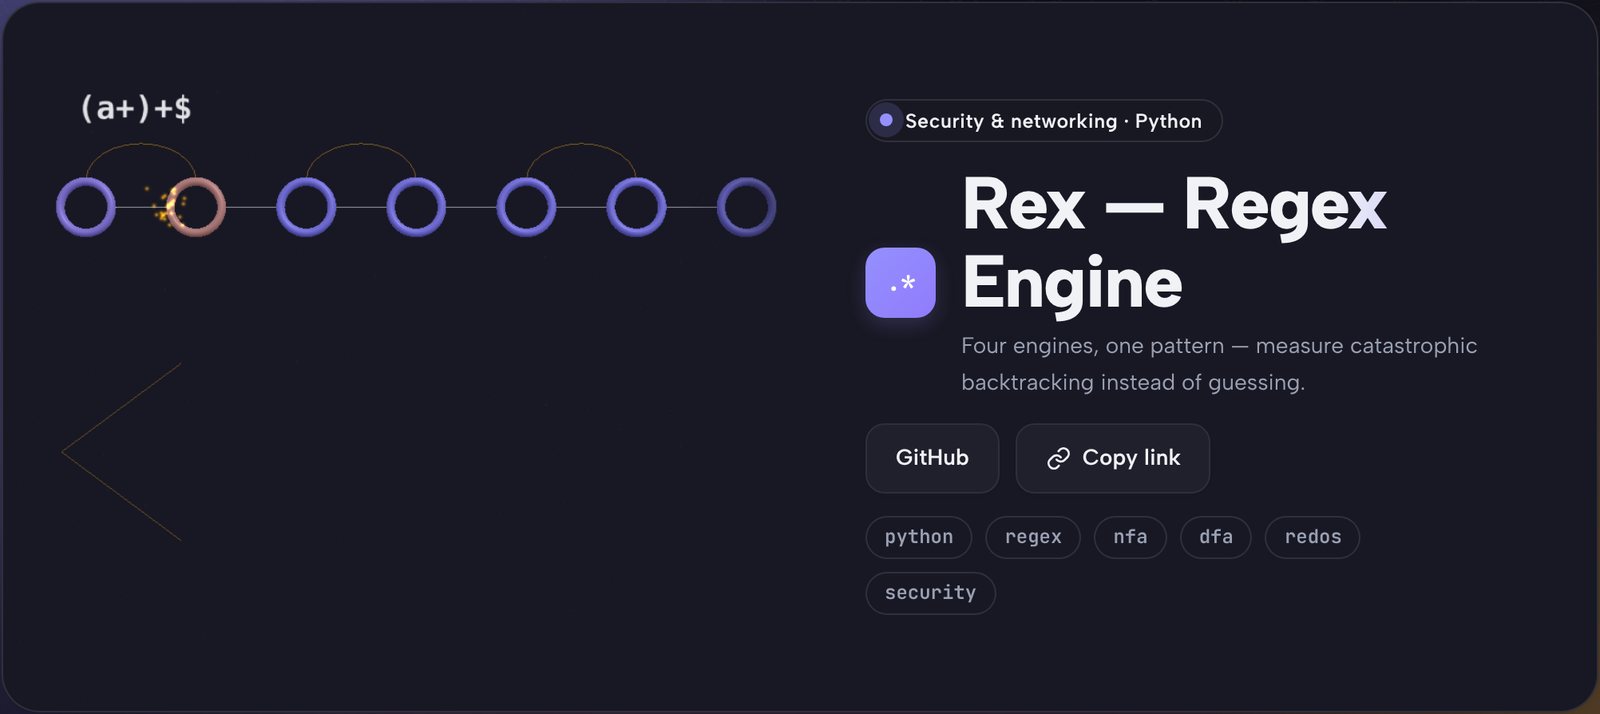 (a+)+$
Security & networking · Python
.*
Rex — Regex
Engine
Four engines, one pattern — measure catastrophic
backtracking instead of guessing.
GitHub
Copy link
python
regex
nfa
dfa
redos
security